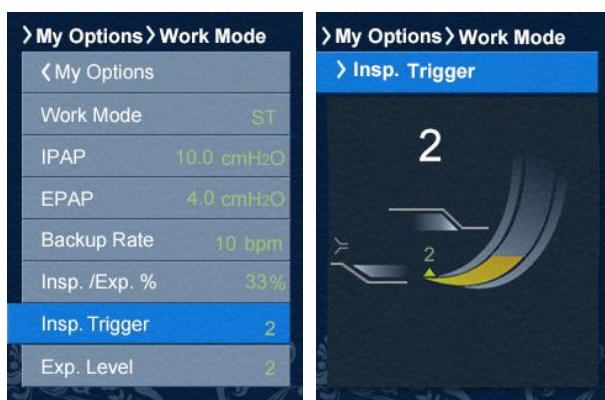 ❯My Options❯Work Mode
❮My Options
Work Mode ST
IPAP 10.0 cmH2O
EPAP 4.0 cmH2O
Backup Rate 10 bpm
Insp. /Exp. % 33%
Insp. Trigger 2
Exp. Level 2
❯My Options❯Work Mode
❯ Insp. Trigger
2
2